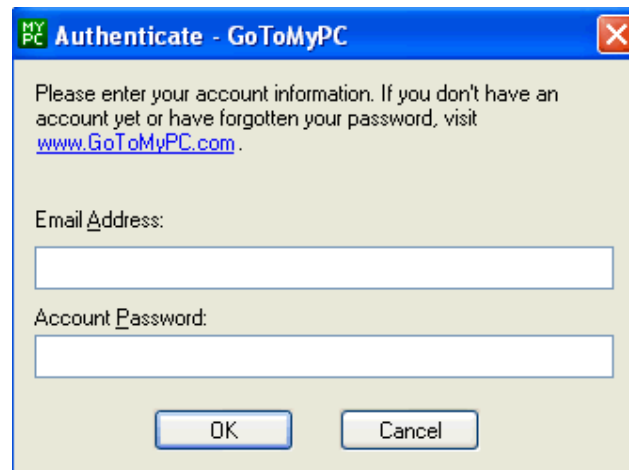 MY PC Authenticate - GoToMyPC
Please enter your account information. If you don't have an
account yet or have forgotten your password, visit
www.GoToMyPC.com.
Email Address:
Account Password:
OK Cancel